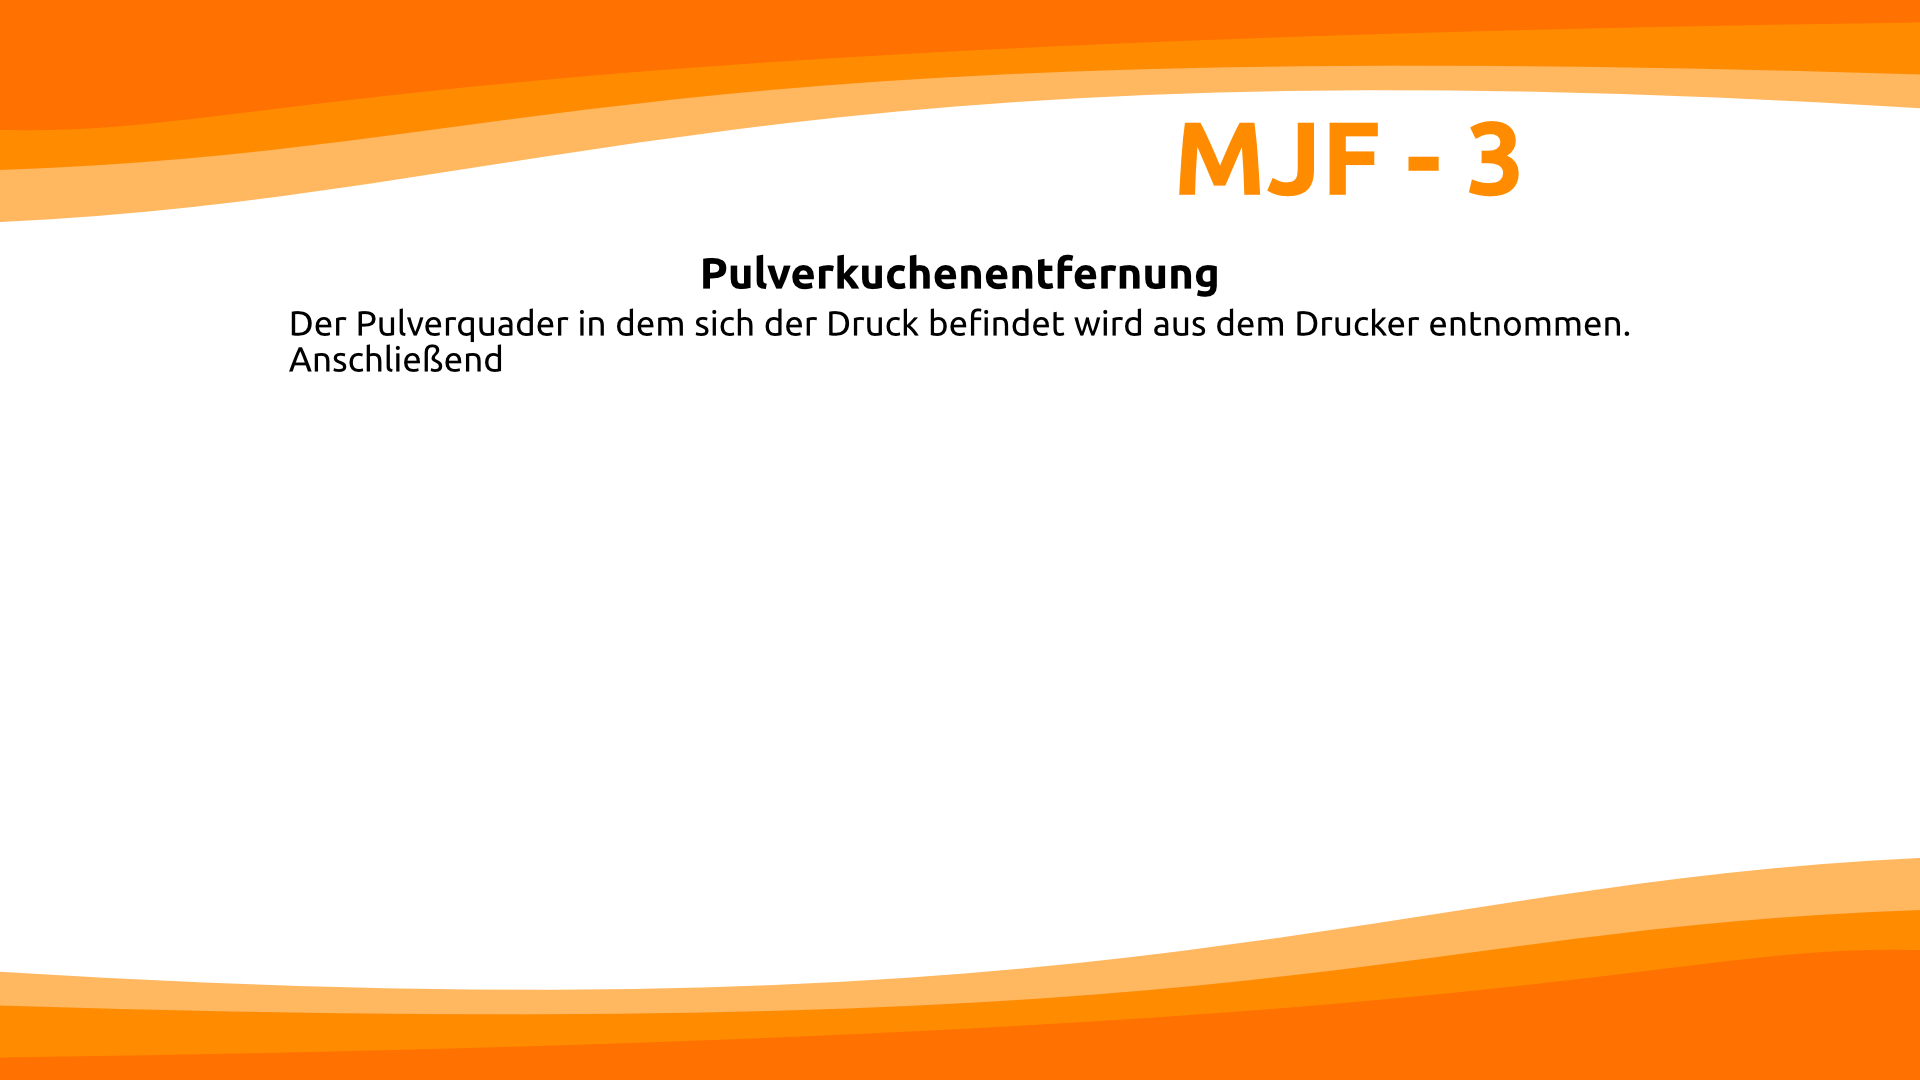 MJF - 3
Pulverkuchenentfernung
Der Pulverquader in dem sich der Druck befindet wird aus dem Drucker entnommen.
Anschließend